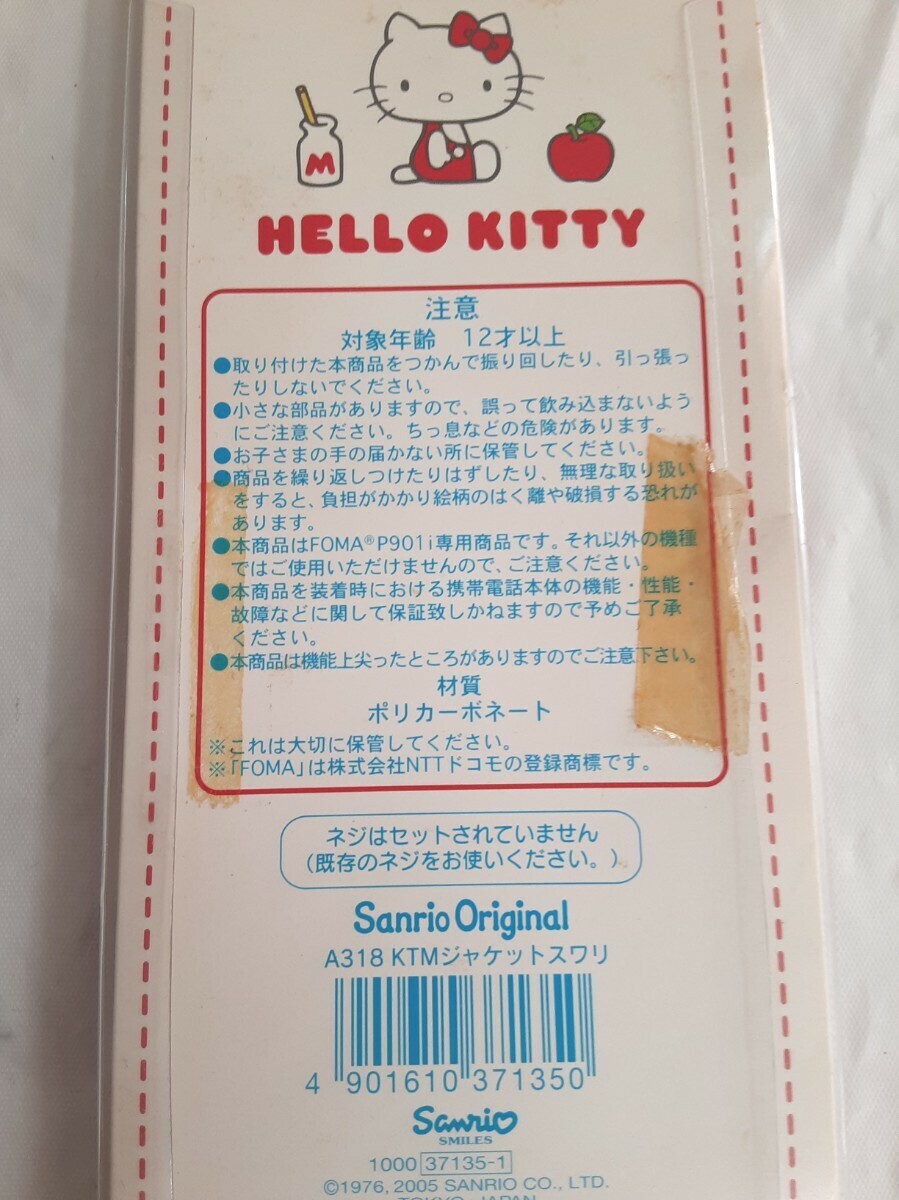 M
HELLO KITTY
注意
対象年齢　12才以上
●取り付けた本商品をつかんで振り回したり、引っ張っ
たりしないでください。
●小さな部品がありますので、誤って飲み込まないよう
にご注意ください。ちっ息などの危険があります。
●お子さまの手の届かない所に保管してください。
●商品を繰り返しつけたりはずしたり、無理な取り扱い
をすると、負担がかかり絵柄のはく離や破損する恐れが
あります。
●本商品はFOMA®P901i専用商品です。それ以外の機種
ではご使用いただけませんので、ご注意ください。
●本商品を装着時における携帯電話本体の機能・性能・
故障などに関して保証致しかねますので予めご了承
ください。
●本商品は機能上尖ったところがありますのでご注意下さい。
材質
ポリカーボネート
※これは大切に保管してください。
※「FOMA」は株式会社NTTドコモの登録商標です。
ネジはセットされていません
(既存のネジをお使いください。)
Sanrio Original
A318 KTMジャケットスワリ
4 901610 371350
Sanrio
SMILES
1000 37135-1
©1976, 2005 SANRIO CO., LTD.
TOKYO, JAPAN